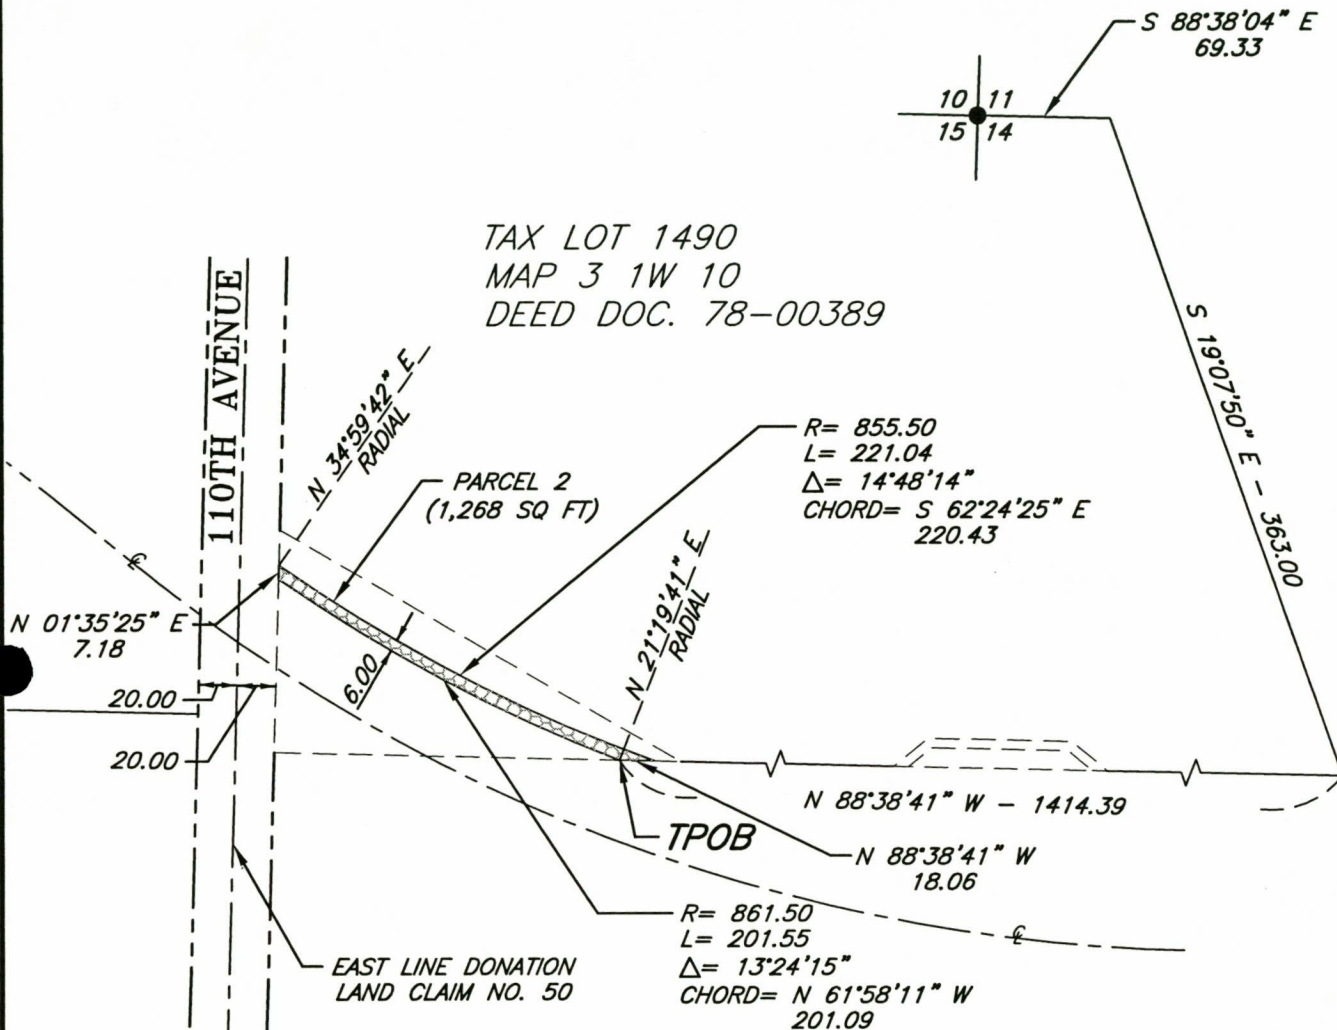 S 88°38'04" E
69.33
10 11
15 14
TAX LOT 1490
MAP 3 1W 10
DEED DOC. 78-00389
110TH AVENUE
S 19°07'50" E - 363.00
N 34°59'42" E
RADIAL
R= 855.50
L= 221.04
Δ= 14°48'14"
CHORD= S 62°24'25" E
220.43
PARCEL 2
(1,268 SQ FT)
℄
N 21°19'41" E
RADIAL
N 01°35'25" E
7.18
6.00
20.00
20.00
N 88°38'41" W - 1414.39
TPOB
N 88°38'41" W
18.06
R= 861.50
L= 201.55
Δ= 13°24'15"
CHORD= N 61°58'11" W
201.09
℄
EAST LINE DONATION
LAND CLAIM NO. 50